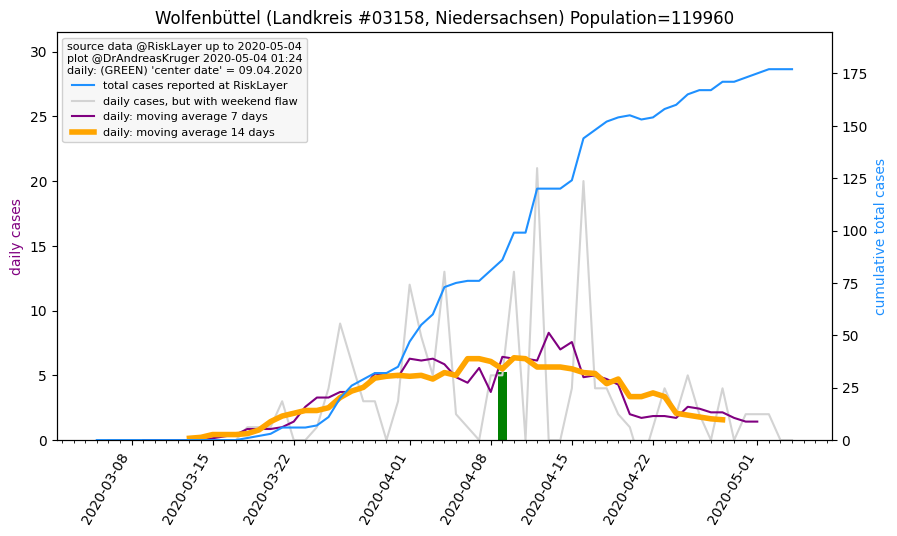 Wolfenbüttel (Landkreis #03158, Niedersachsen) Population=119960
source data @RiskLayer up to 2020-05-04
plot @DrAndreasKruger 2020-05-04 01:24
daily: (GREEN) 'center date' = 09.04.2020
total cases reported at RiskLayer
daily cases, but with weekend flaw
daily: moving average 7 days
daily: moving average 14 days
daily cases
30
25
20
15
10
5
0
cumulative total cases
175
150
125
100
75
50
25
0
2020-03-08
2020-03-15
2020-03-22
2020-04-01
2020-04-08
2020-04-15
2020-04-22
2020-05-01